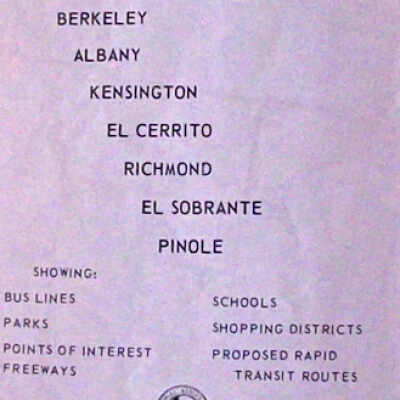 BERKELEY
ALBANY
KENSINGTON
EL CERRITO
RICHMOND
EL SOBRANTE
PINOLE
SHOWING:
BUS LINES
PARKS
POINTS OF INTEREST
FREEWAYS
SCHOOLS
SHOPPING DISTRICTS
PROPOSED RAPID
TRANSIT ROUTES